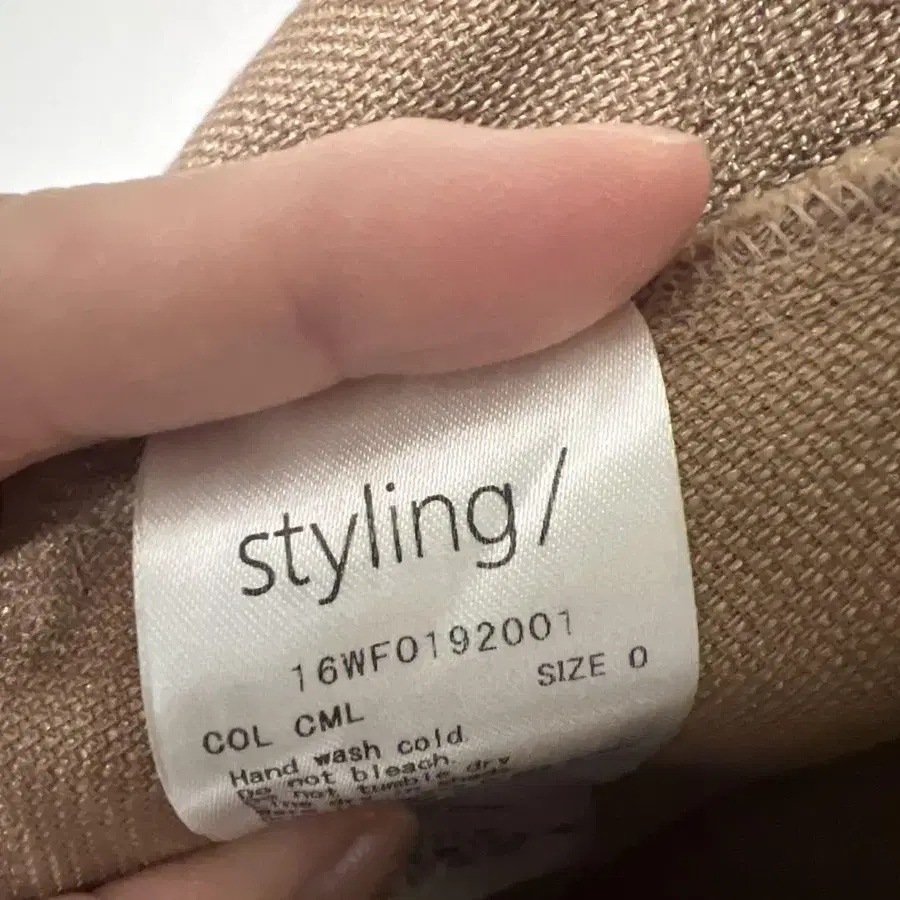 styling/
16WF0192001
SIZE 0
COL CML
Hand wash cold
Do not bleach.
Do not tumble dry